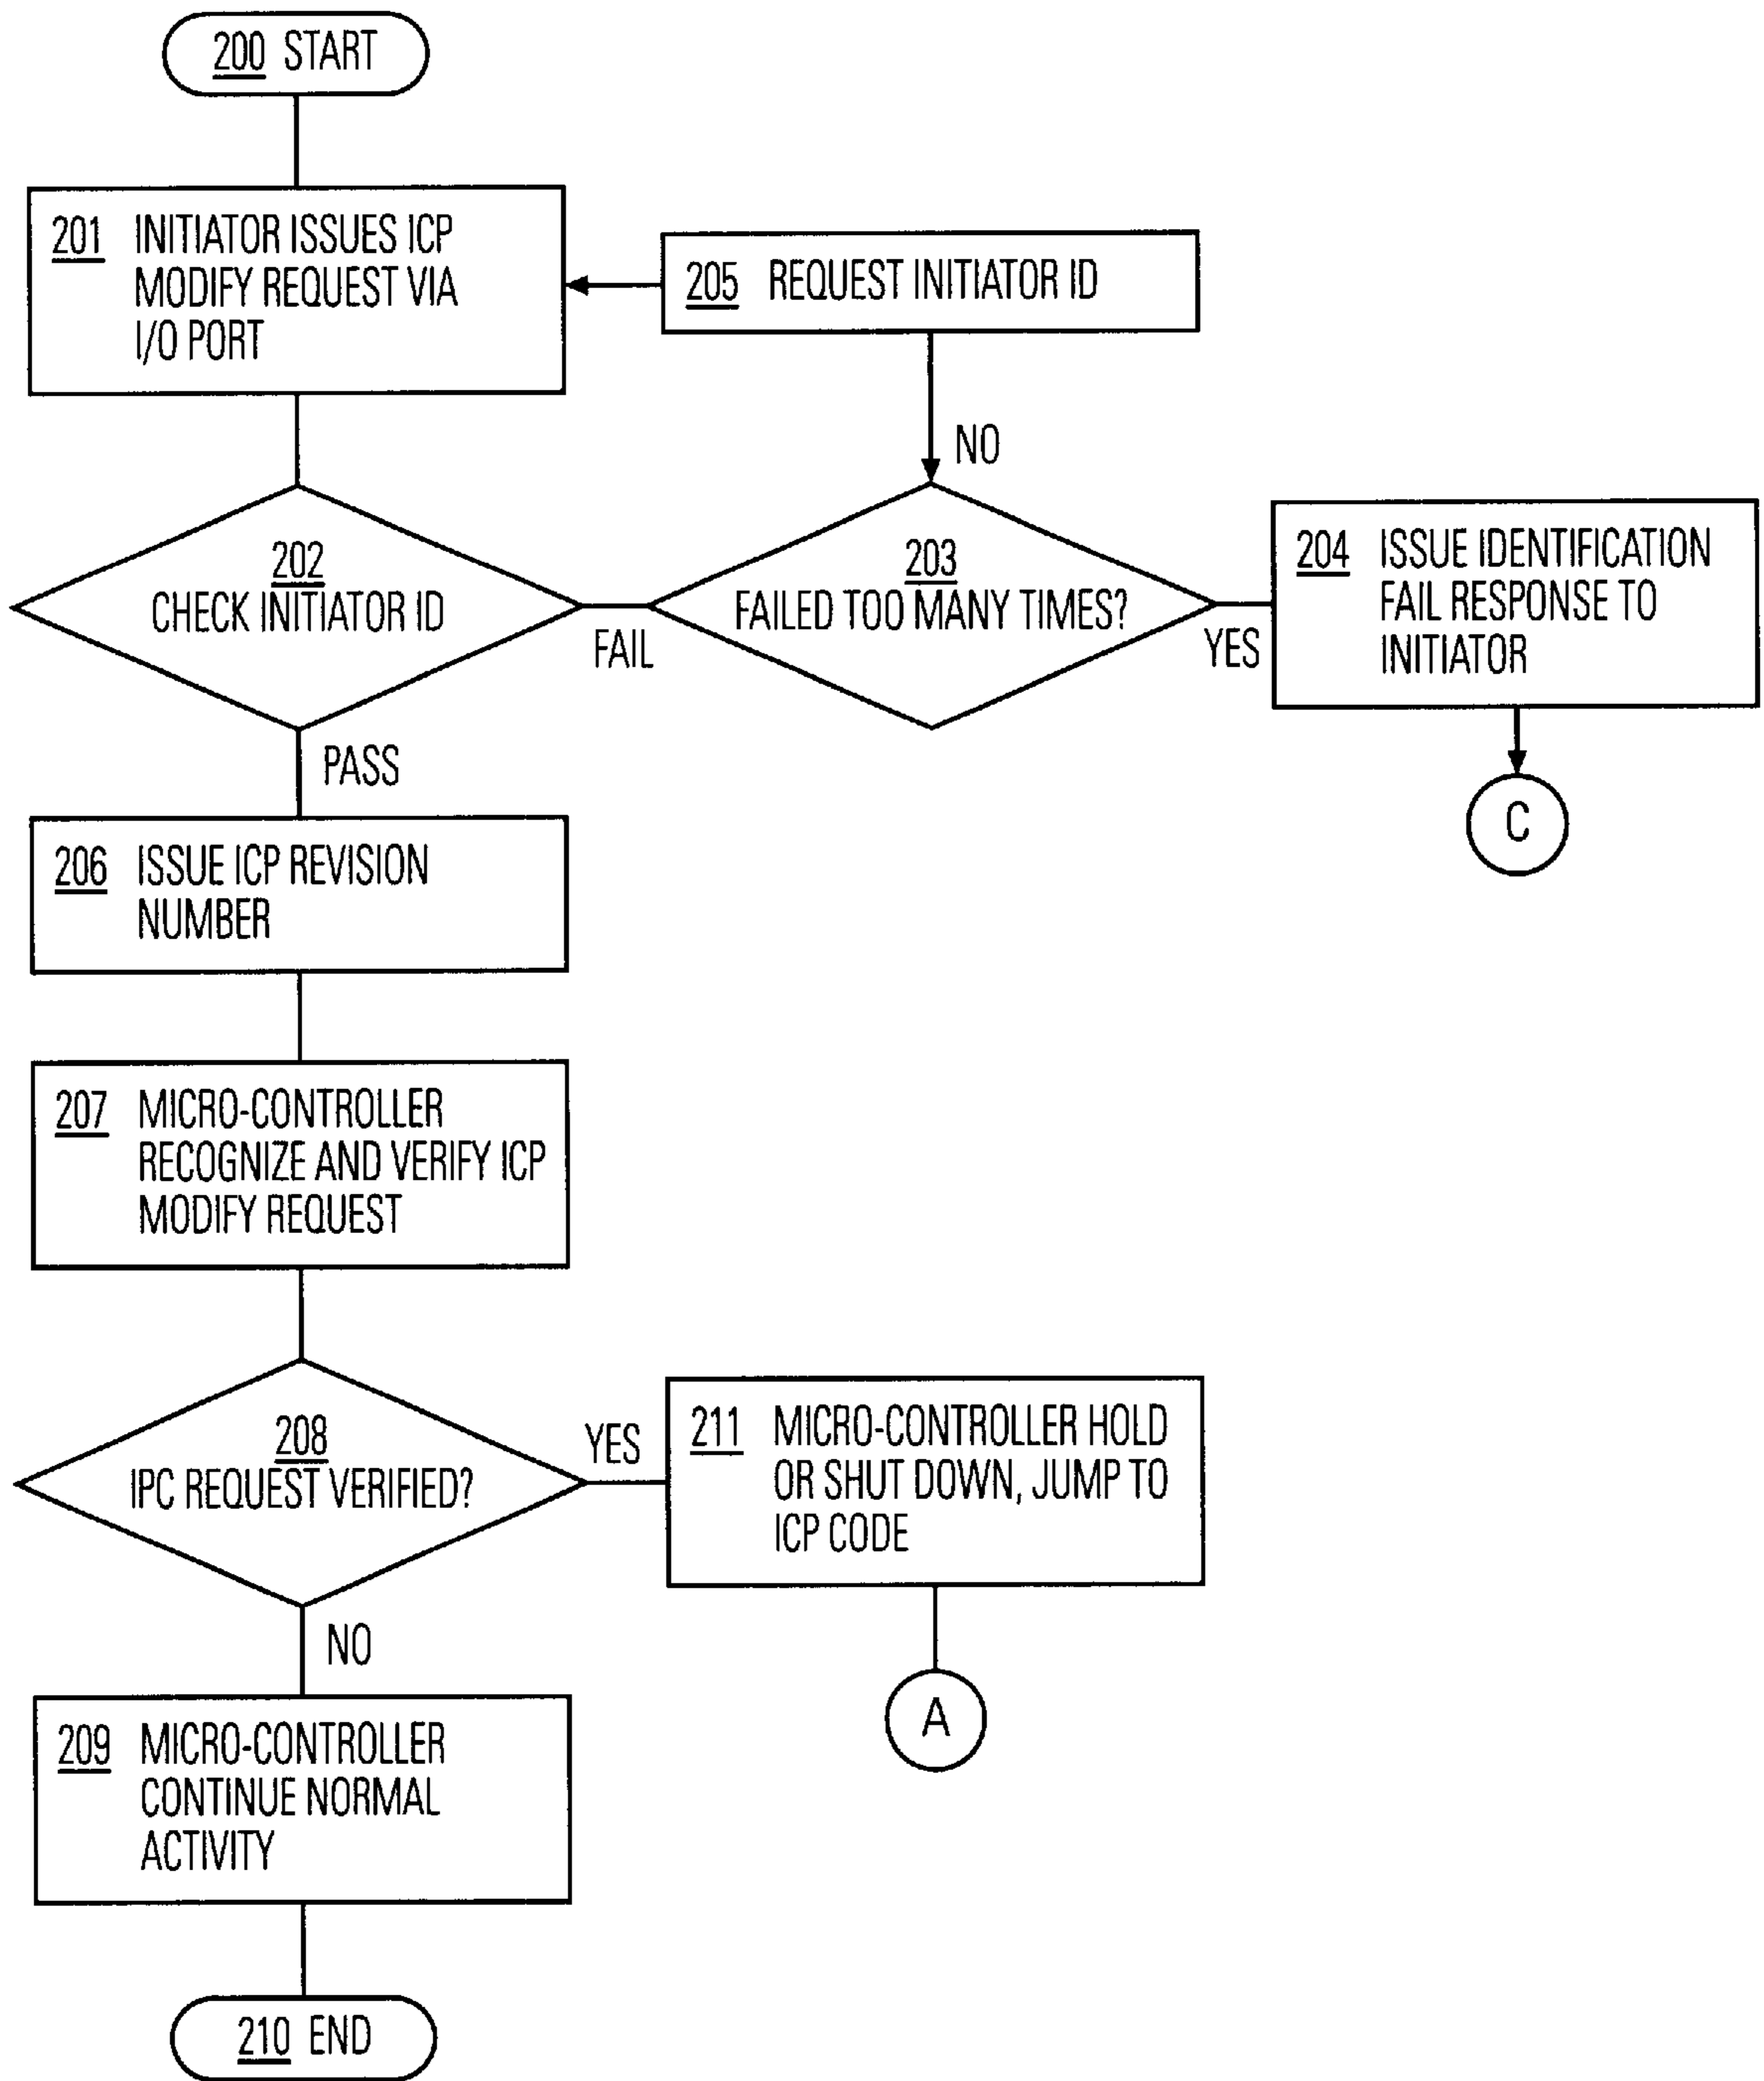 200 START
201 INITIATOR ISSUES ICP
MODIFY REQUEST VIA
I/O PORT
205 REQUEST INITIATOR ID
NO
202
CHECK INITIATOR ID
FAIL
203
FAILED TOO MANY TIMES?
YES
204 ISSUE IDENTIFICATION
FAIL RESPONSE TO
INITIATOR
C
PASS
206 ISSUE ICP REVISION
NUMBER
207 MICRO-CONTROLLER
RECOGNIZE AND VERIFY ICP
MODIFY REQUEST
208
IPC REQUEST VERIFIED?
YES
211 MICRO-CONTROLLER HOLD
OR SHUT DOWN, JUMP TO
ICP CODE
A
NO
209 MICRO-CONTROLLER
CONTINUE NORMAL
ACTIVITY
210 END